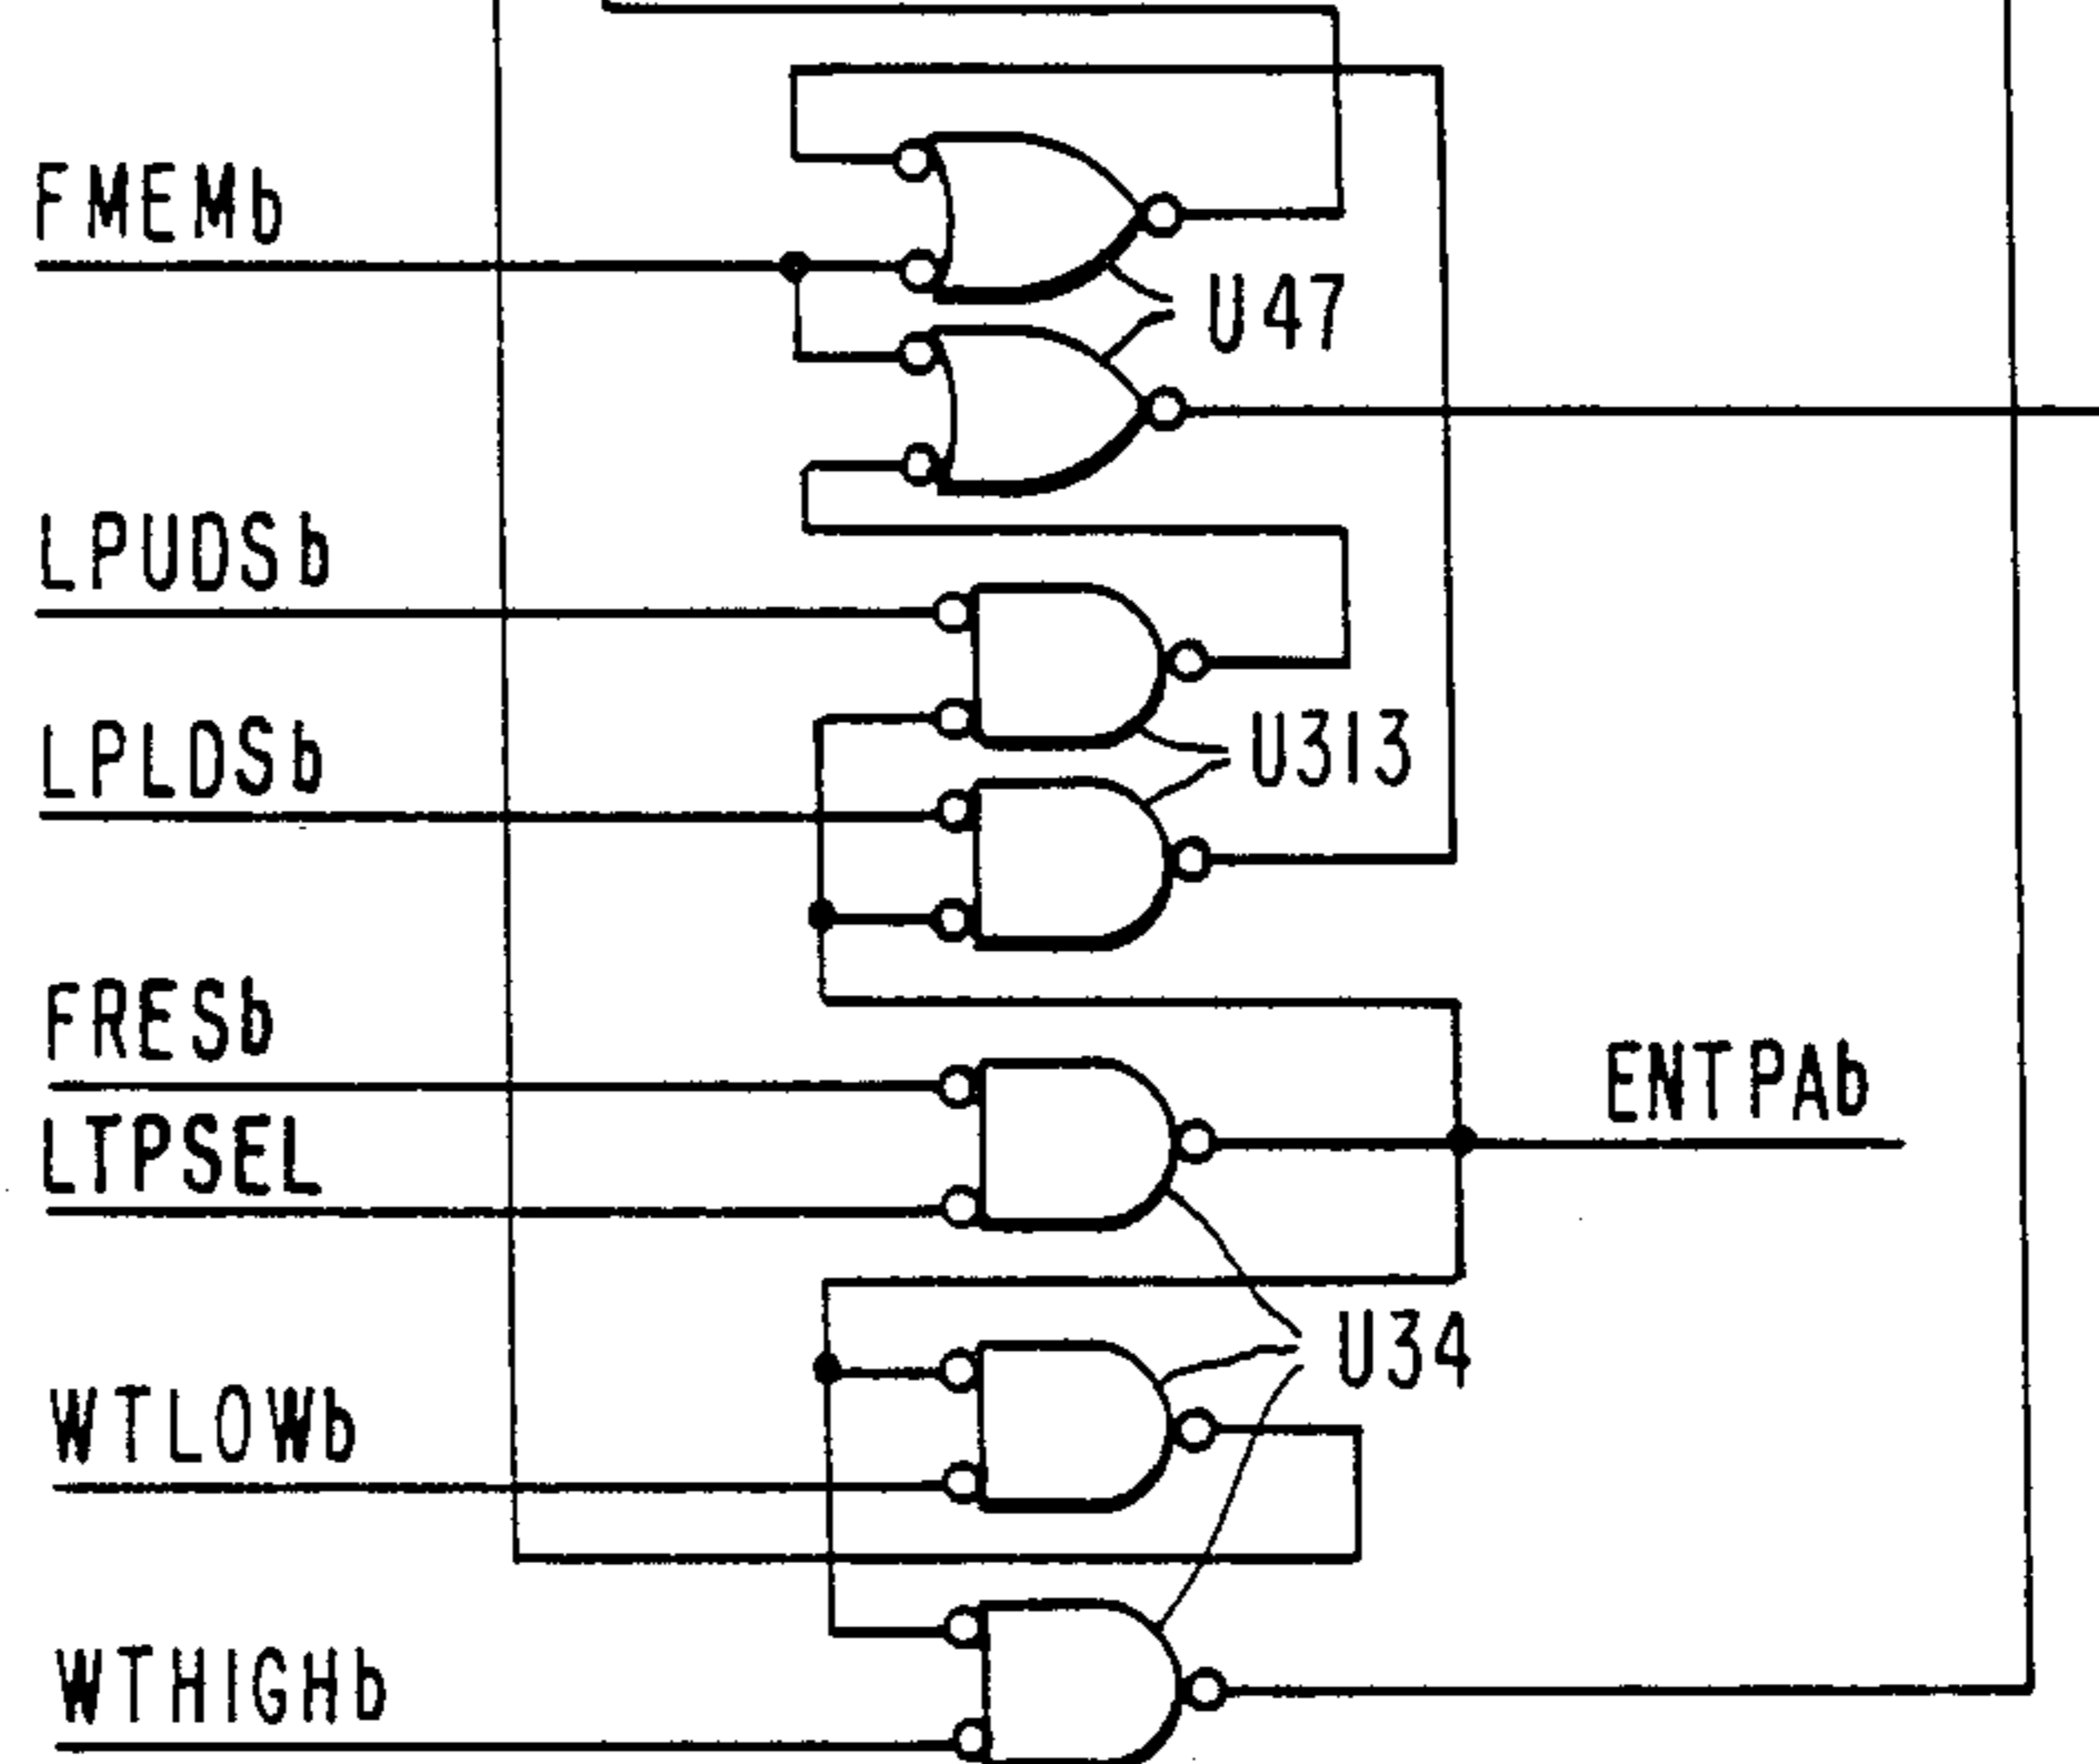 FMEMb
U47
LPUDSb
LPLDSb
U313
FRESb
ENTPAb
LTPSEL
U34
WTLOWb
WTHIGHb